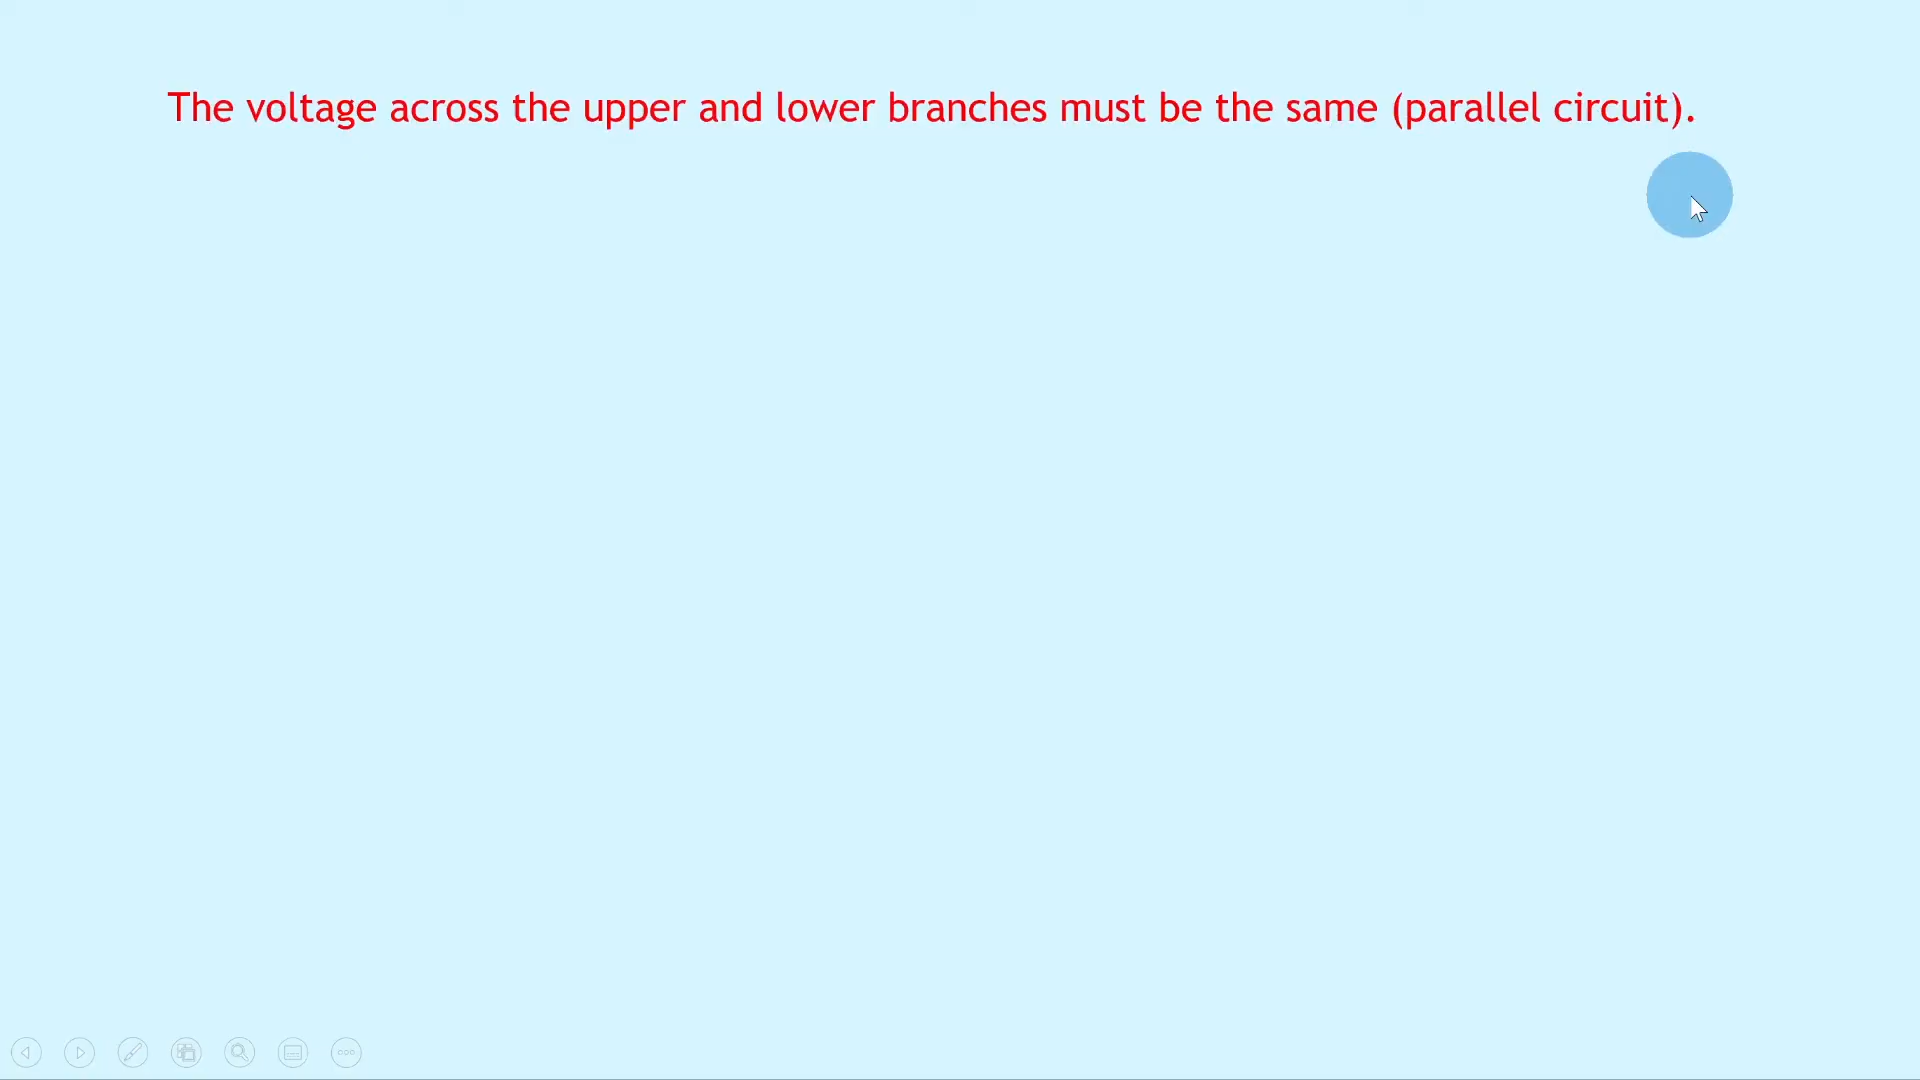 The voltage across the upper and lower branches must be the same (parallel circuit).